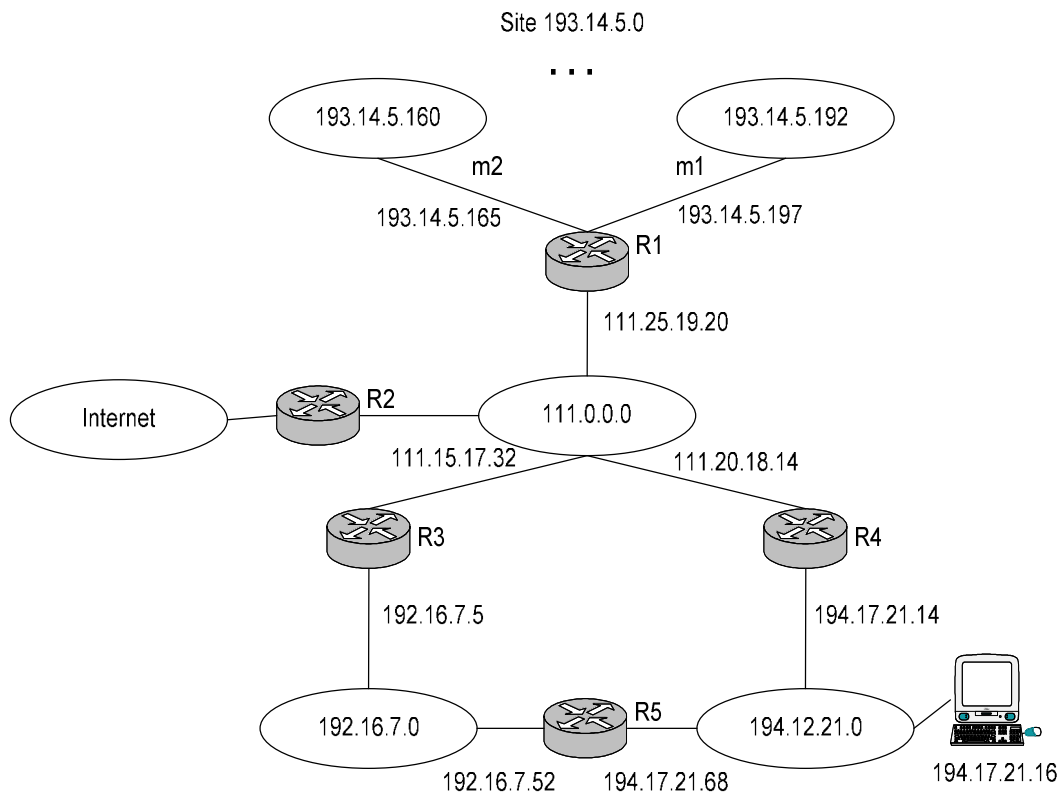 Site 193.14.5.0
...
193.14.5.160
193.14.5.192
m2
m1
193.14.5.165
193.14.5.197
R1
111.25.19.20
Internet
R2
111.0.0.0
111.15.17.32
111.20.18.14
R3
R4
192.16.7.5
194.17.21.14
192.16.7.0
R5
194.12.21.0
192.16.7.52
194.17.21.68
194.17.21.16